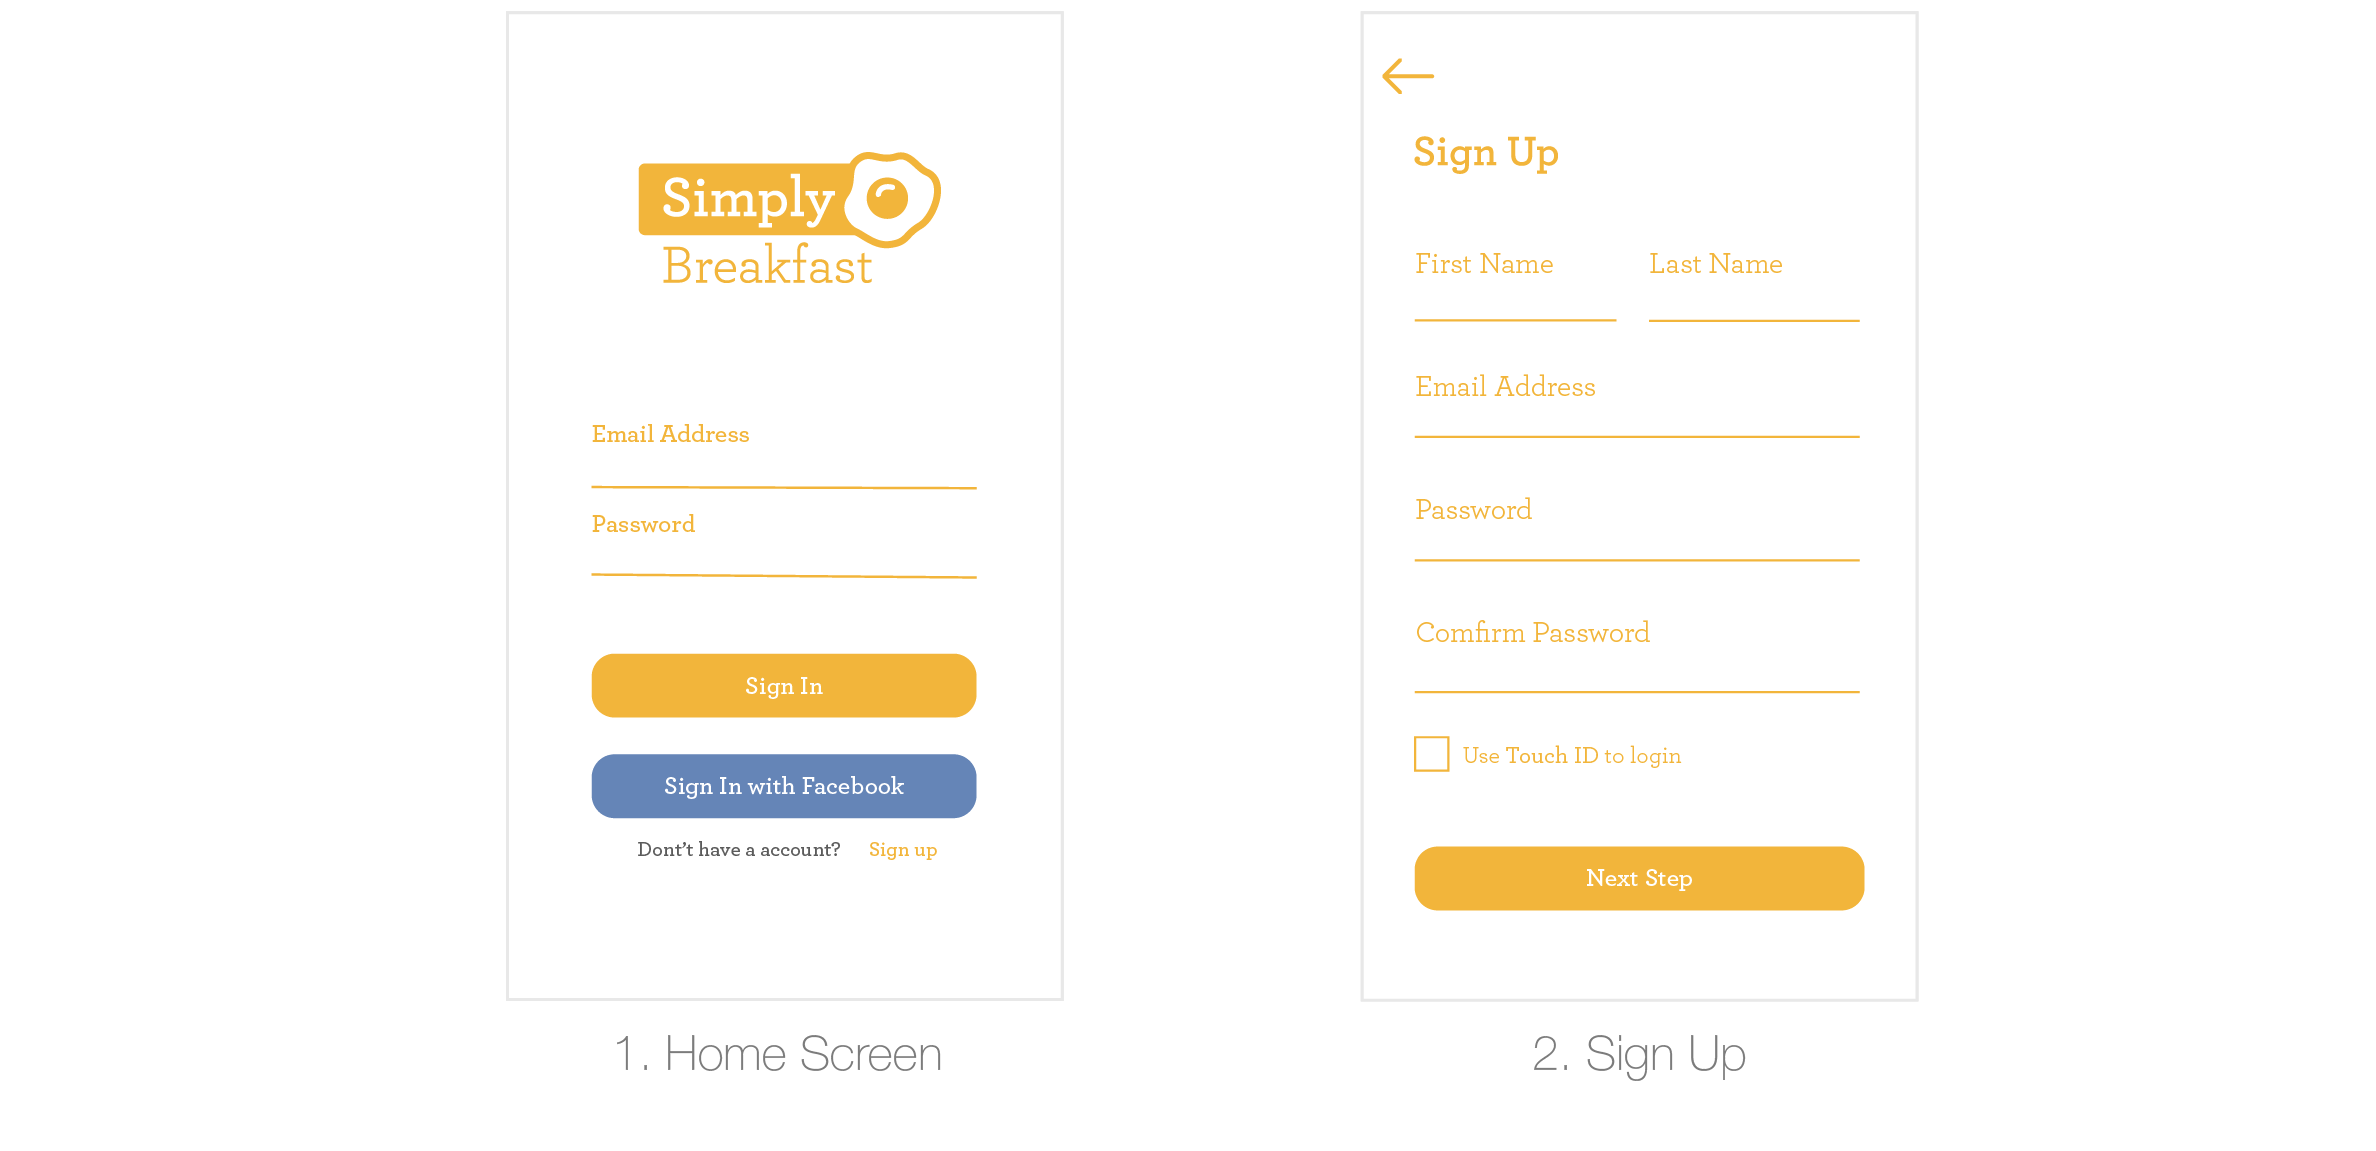 Simply
Breakfast
Email Address
Password
Sign In
Sign In with Facebook
Dont’t have a account? Sign up
1. Home Screen
Sign Up
First Name Last Name
Email Address
Password
Comfirm Password
Use Touch ID to login
Next Step
2. Sign Up